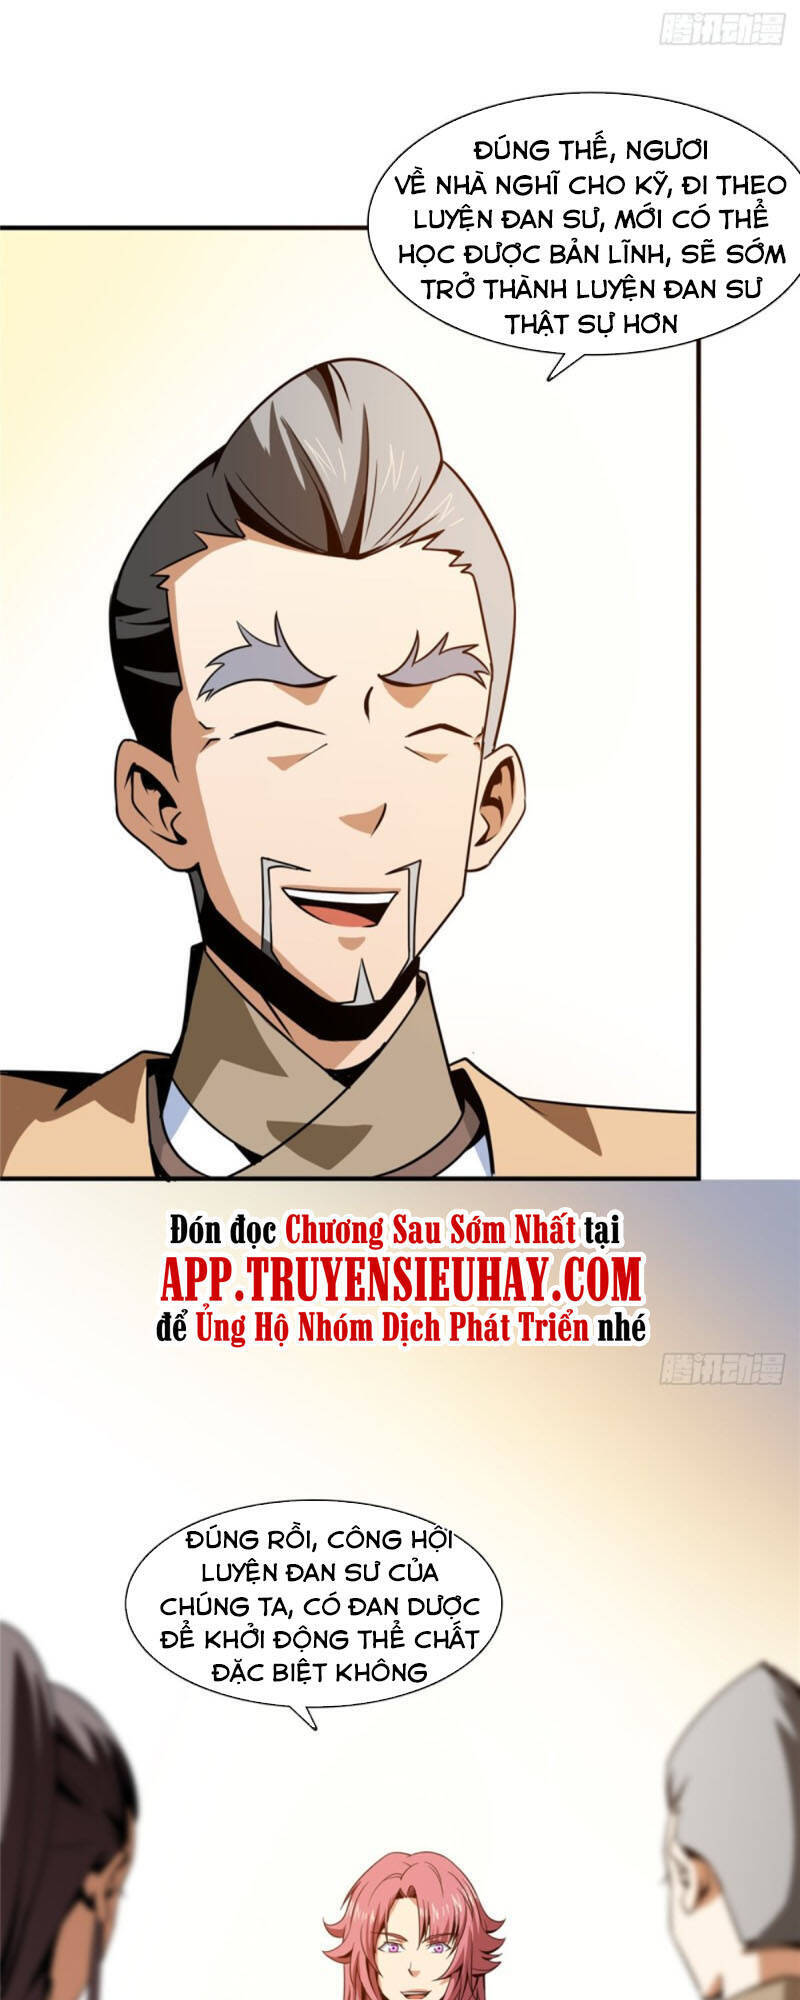 腾讯动漫
ĐÚNG THẾ, NGƯƠI
VỀ NHÀ NGHĨ CHO KỸ, ĐI THEO
LUYỆN ĐAN SƯ, MỚI CÓ THỂ
HỌC ĐƯỢC BẢN LĨNH, SẼ SỚM
TRỞ THÀNH LUYỆN ĐAN SƯ
THẬT SỰ HƠN
Đón đọc Chương Sau Sớm Nhất tại
APP.TRUYENSIEUHAY.COM
để Ủng Hộ Nhóm Dịch Phát Triển nhé
腾讯动漫
ĐÚNG RỒI, CÔNG HỘI
LUYỆN ĐAN SƯ CỦA
CHÚNG TA, CÓ ĐAN DƯỢC
ĐỂ KHỞI ĐỘNG THỂ CHẤT
ĐẶC BIỆT KHÔNG